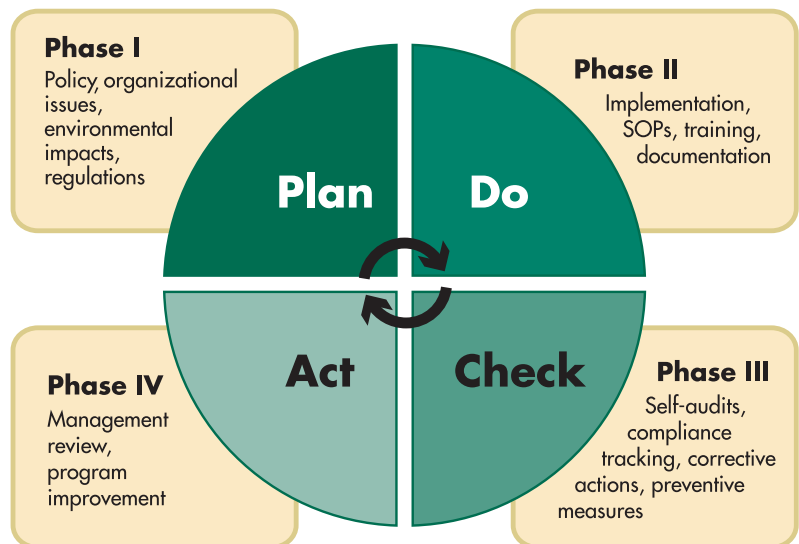 Phase I
Policy, organizational
issues,
environmental
impacts,
regulations
Plan
Do
Phase II
Implementation,
SOPs, training,
documentation
Phase IV
Management
review,
program
improvement
Act
Check
Phase III
Self-audits,
compliance
tracking, corrective
actions, preventive
measures